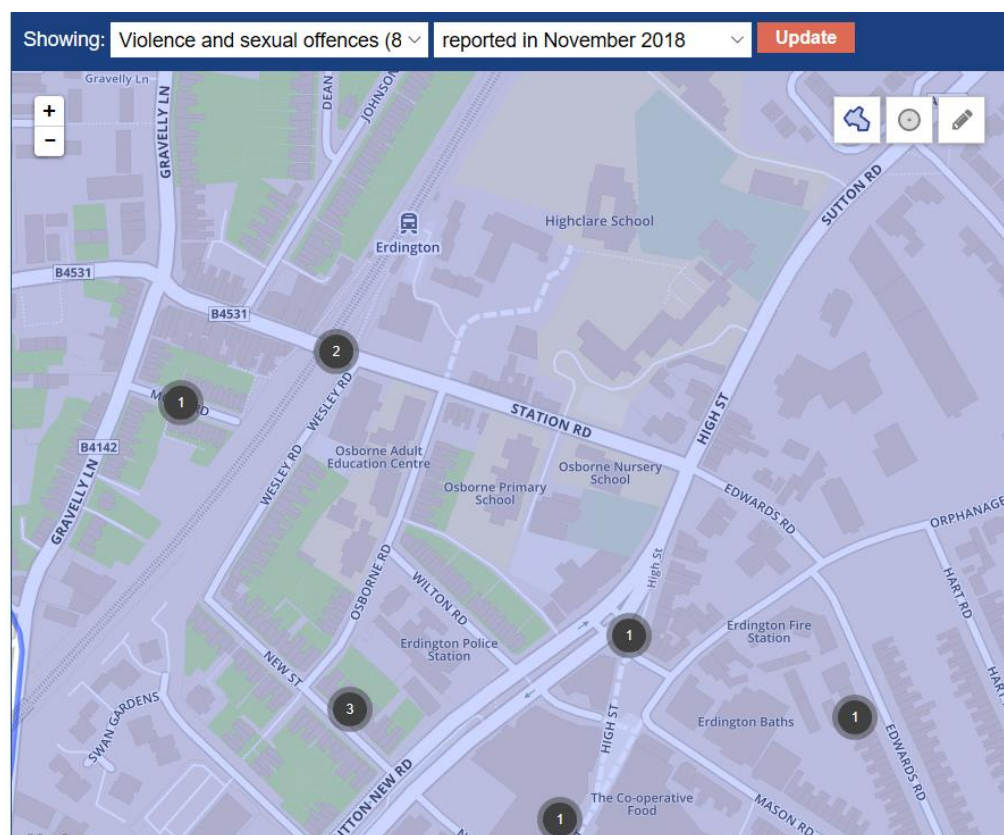 Showing:
Violence and sexual offences (8
reported in November 2018
Update
Gravelly Ln
+
-
GRAVELLY LN
DEAN
JOHNSON
Erdington
Highclare School
SUTTON RD
B4531
B4531
2
1
RD
WESLEY RD
STATION RD
HIGH ST
B4142
Osborne Adult
Education Centre
Osborne Primary
School
Osborne Nursery
School
WESLEY RD
GRAVELLY LN
EDWARDS RD
ORPHANAGE
OSBORNE RD
WILTON RD
High St
HART RD
Erdington Police
Station
1
Erdington Fire
Station
NEW ST
HART
SWAN GARDENS
3
HIGH ST
Erdington Baths
1
EDWARDS RD
UTTON NEW RD
1
The Co-operative
Food
MASON RD